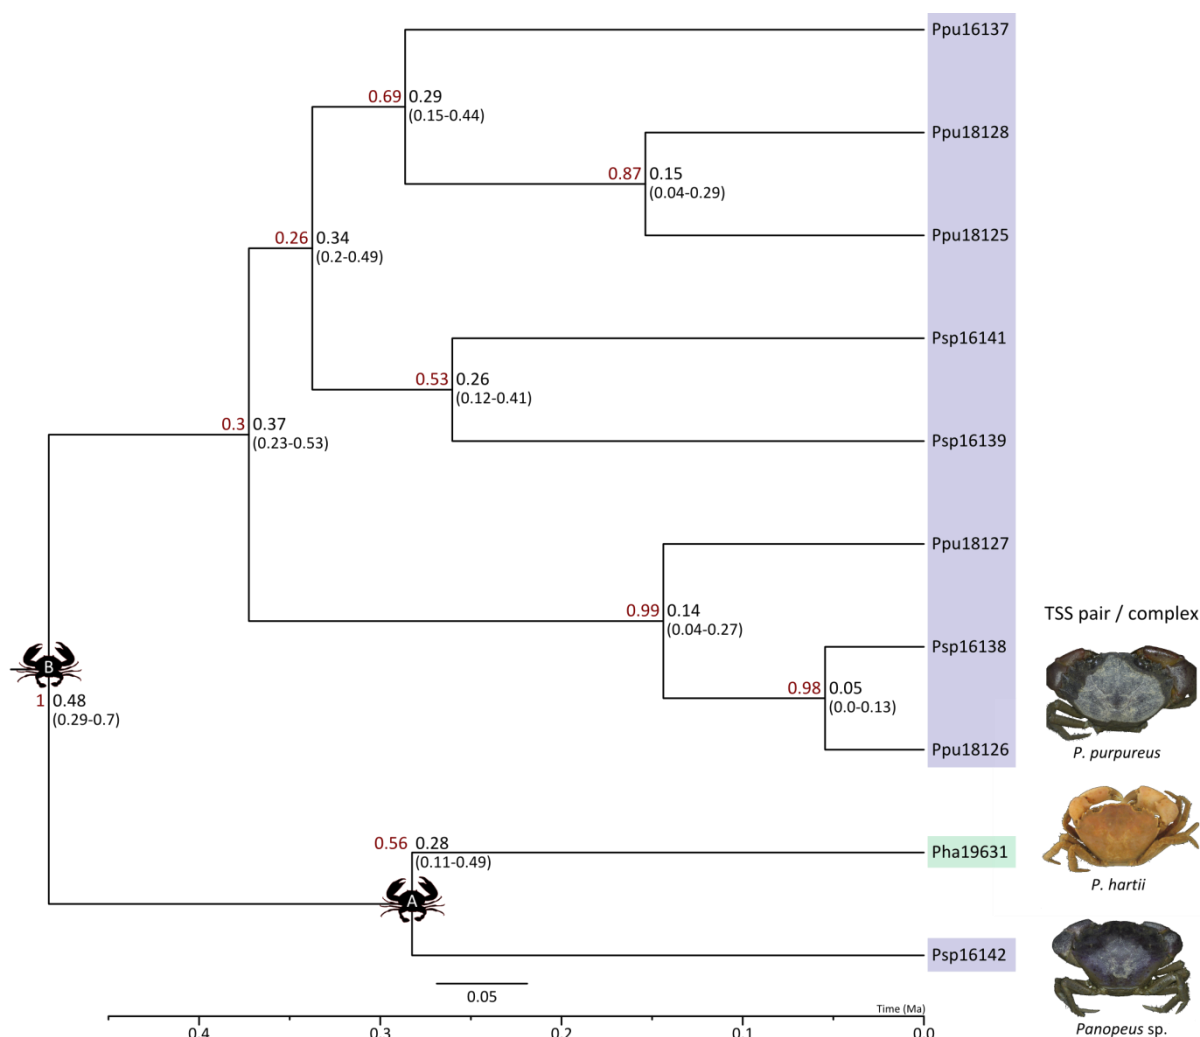 Ppu16137
0.69 0.29
(0.15-0.44)
Ppu18128
0.87 0.15
(0.04-0.29)
Ppu18125
0.26 0.34
(0.2-0.49)
Psp16141
0.53 0.26
(0.12-0.41)
0.3 0.37
(0.23-0.53)
Psp16139
Ppu18127
0.99 0.14
(0.04-0.27)
TSS pair / complex
Psp16138
B
0.98 0.05
(0.0-0.13)
1 0.48
(0.29-0.7)
Ppu18126
P. purpureus
0.56 0.28
(0.11-0.49)
Pha19631
P. hartii
A
Psp16142
0.05
Time (Ma)
0.4 0.3 0.2 0.1 0.0
Panopeus sp.